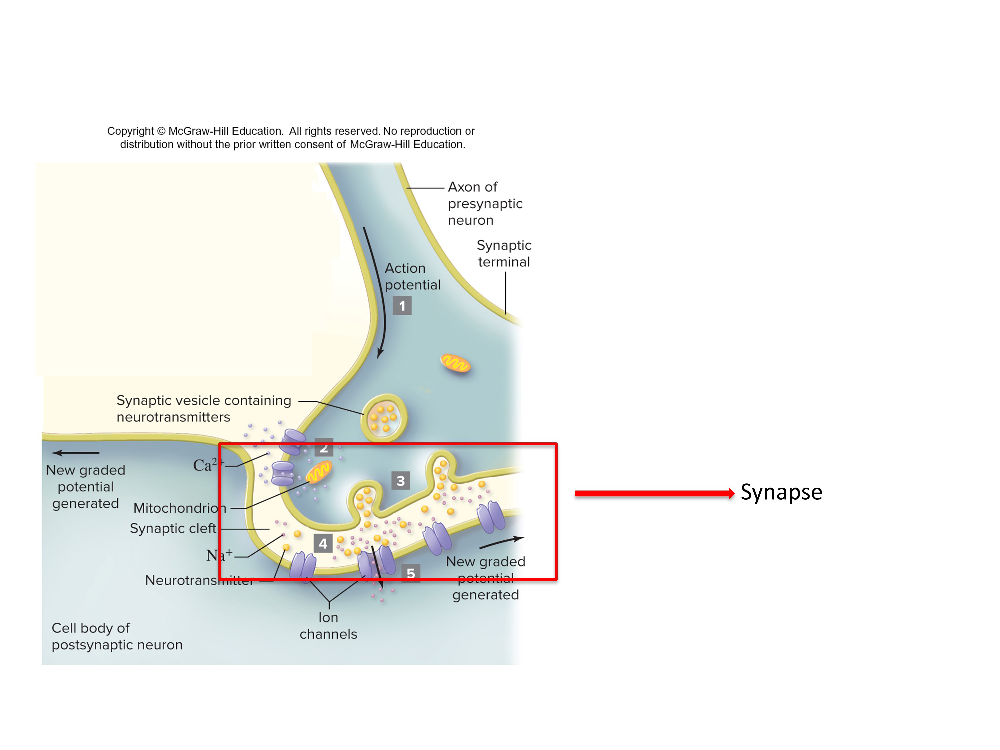 Copyright © McGraw-Hill Education.  All rights reserved. No reproduction or
distribution without the prior written consent of McGraw-Hill Education.
Axon of
presynaptic
neuron
Synaptic
terminal
Action
potential
1
Synaptic vesicle containing
neurotransmitters
2
Ca2+
New graded
potential
generated
3
Synapse
Mitochondrion
Synaptic cleft
4
Na+
Neurotransmitter
5
New graded
potential
generated
Ion
channels
Cell body of
postsynaptic neuron